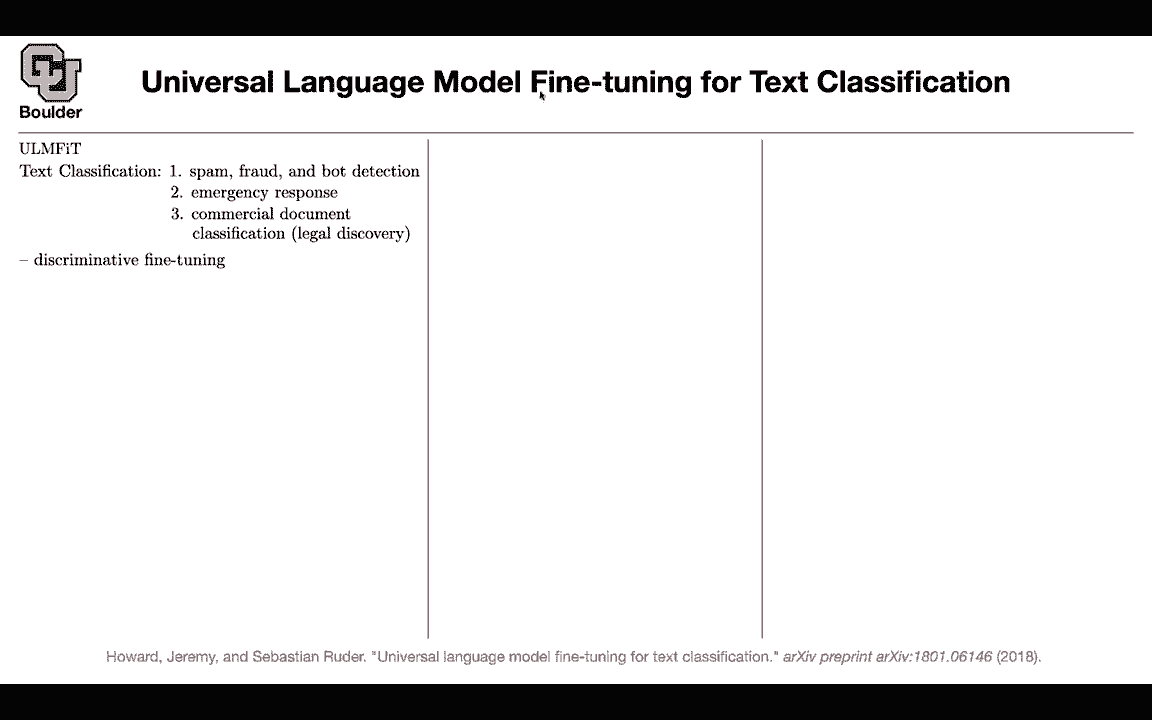 Boulder
Universal Language Model Fine-tuning for Text Classification
ULMFiT
Text Classification: 1. spam, fraud, and bot detection
2. emergency response
3. commercial document
classification (legal discovery)
– discriminative fine-tuning
Howard, Jeremy, and Sebastian Ruder. "Universal language model fine-tuning for text classification." arXiv preprint arXiv:1801.06146 (2018).